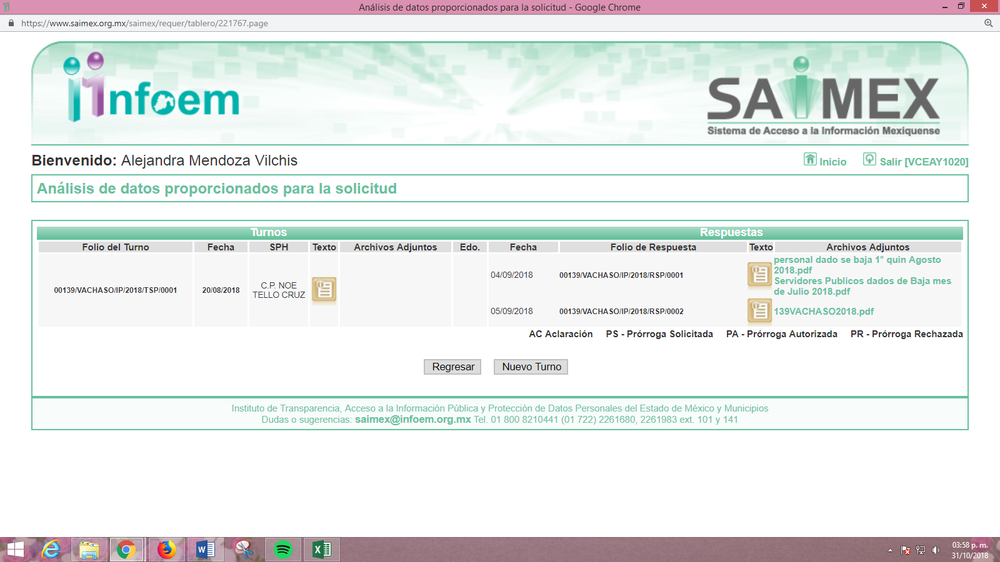 Análisis de datos proporcionados para la solicitud - Google Chrome
https://www.saimex.org.mx/saimex/requer/tablero/221767.page
infoem
SAIMEX
Sistema de Acceso a la Información Mexiquense
Bienvenido: Alejandra Mendoza Vilchis
Inicio
Salir [VCEAY1020]
Análisis de datos proporcionados para la solicitud
Turnos
Respuestas
Folio del Turno
Fecha
SPH
Texto
Archivos Adjuntos
Edo.
Fecha
Folio de Respuesta
Texto
Archivos Adjuntos
00139/VACHASO/IP/2018/TSP/0001
20/08/2018
C.P. NOE
TELLO CRUZ
04/09/2018
00139/VACHASO/IP/2018/RSP/0001
personal dado se baja 1° quin Agosto
2018.pdf
Servidores Publicos dados de Baja mes
de Julio 2018.pdf
05/09/2018
00139/VACHASO/IP/2018/RSP/0002
139VACHASO2018.pdf
AC Aclaración PS - Prórroga Solicitada PA - Prórroga Autorizada PR - Prórroga Rechazada
Regresar
Nuevo Turno
Instituto de Transparencia, Acceso a la Información Pública y Protección de Datos Personales del Estado de México y Municipios
Dudas o sugerencias: saimex@infoem.org.mx Tel. 01 800 8210441 (01 722) 2261680, 2261983 ext. 101 y 141
03:58 p. m.
31/10/2018